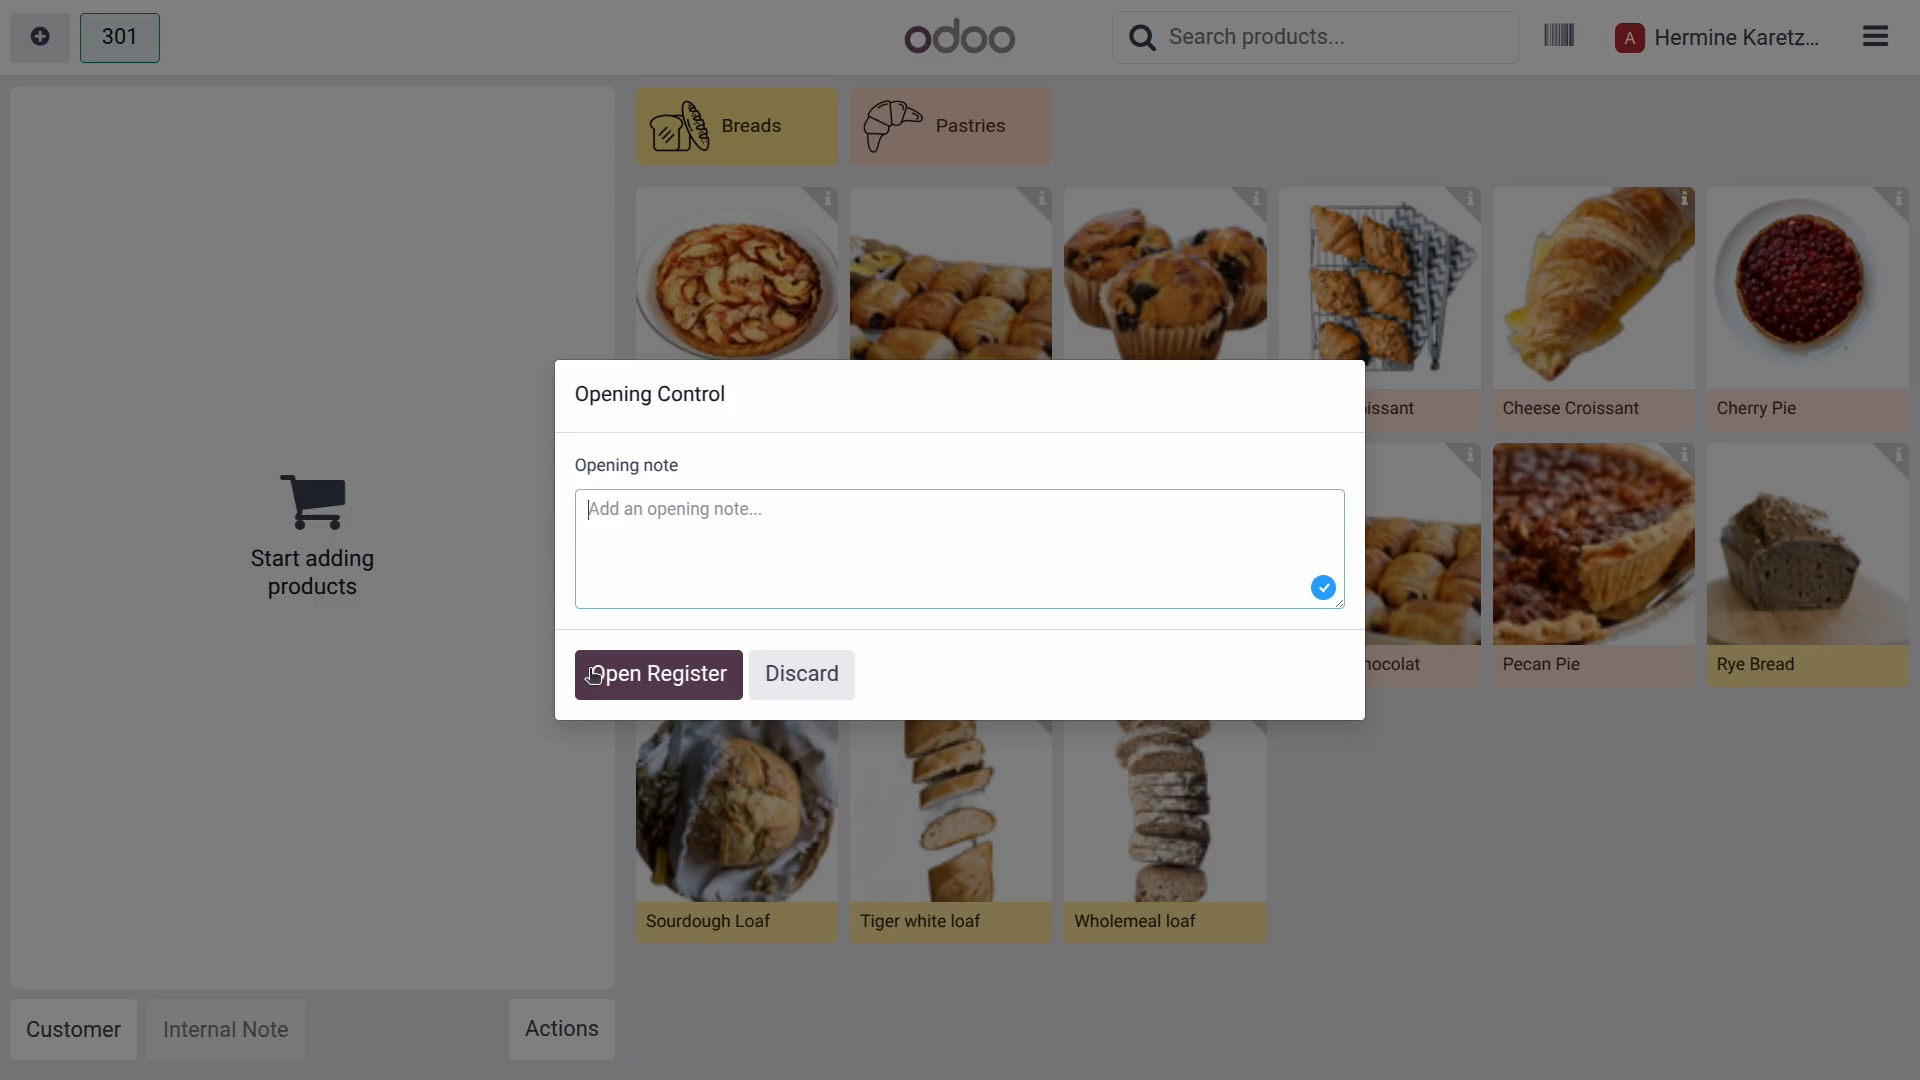 301
odoo
Search products...
A
Hermine Karetz...
Breads
Pastries
Cheese Croissant
Cherry Pie
Opening Control
Opening note
Add an opening note...
Open Register
Discard
Pecan Pie
Rye Bread
Start adding
products
Sourdough Loaf
Tiger white loaf
Wholemeal loaf
Customer
Internal Note
Actions